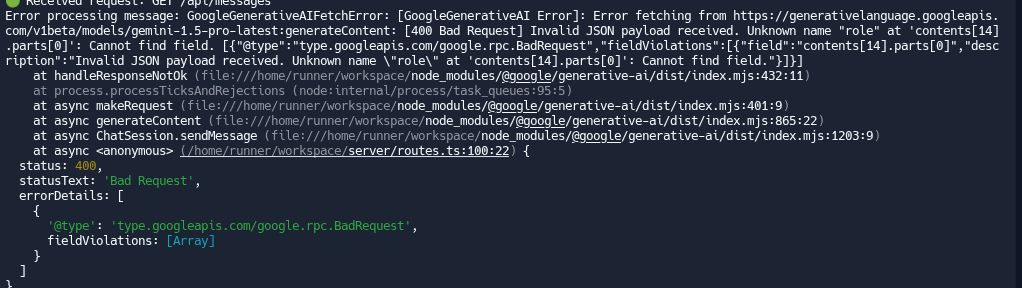 Received request: GET /api/messages
Error processing message: GoogleGenerativeAIFetchError: [GoogleGenerativeAI Error]: Error fetching from https://generativelanguage.googleapis.
com/v1beta/models/gemini-1.5-pro-latest:generateContent: [400 Bad Request] Invalid JSON payload received. Unknown name "role" at 'contents[14]
.parts[0]': Cannot find field. [{"@type":"type.googleapis.com/google.rpc.BadRequest","fieldViolations":[{"field":"contents[14].parts[0]","desc
ription":"Invalid JSON payload received. Unknown name \"role\" at 'contents[14].parts[0]': Cannot find field."}]}]
    at handleResponseNotOk (file:///home/runner/workspace/node_modules/@google/generative-ai/dist/index.mjs:432:11)
    at process.processTicksAndRejections (node:internal/process/task_queues:95:5)
    at async makeRequest (file:///home/runner/workspace/node_modules/@google/generative-ai/dist/index.mjs:401:9)
    at async generateContent (file:///home/runner/workspace/node_modules/@google/generative-ai/dist/index.mjs:865:22)
    at async ChatSession.sendMessage (file:///home/runner/workspace/node_modules/@google/generative-ai/dist/index.mjs:1203:9)
    at async <anonymous> (/home/runner/workspace/server/routes.ts:100:22) {
  status: 400,
  statusText: 'Bad Request',
  errorDetails: [
    {
      '@type': 'type.googleapis.com/google.rpc.BadRequest',
      fieldViolations: [Array]
    }
  ]
}